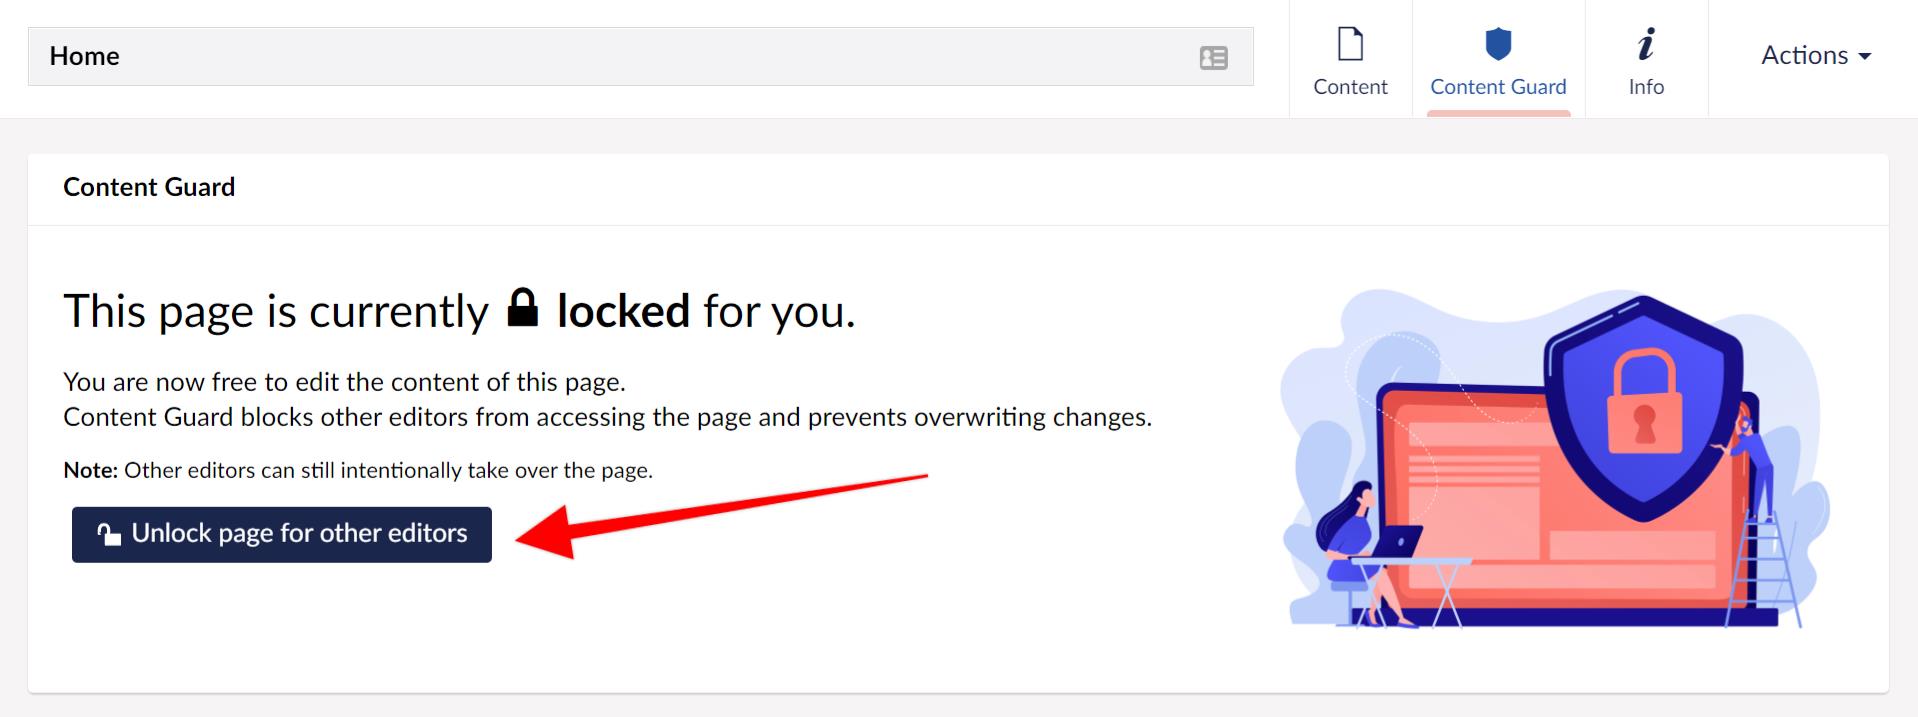 Home
Content
Content Guard
Info
Actions
Content Guard
This page is currently locked for you.
You are now free to edit the content of this page.
Content Guard blocks other editors from accessing the page and prevents overwriting changes.
Note: Other editors can still intentionally take over the page.
Unlock page for other editors